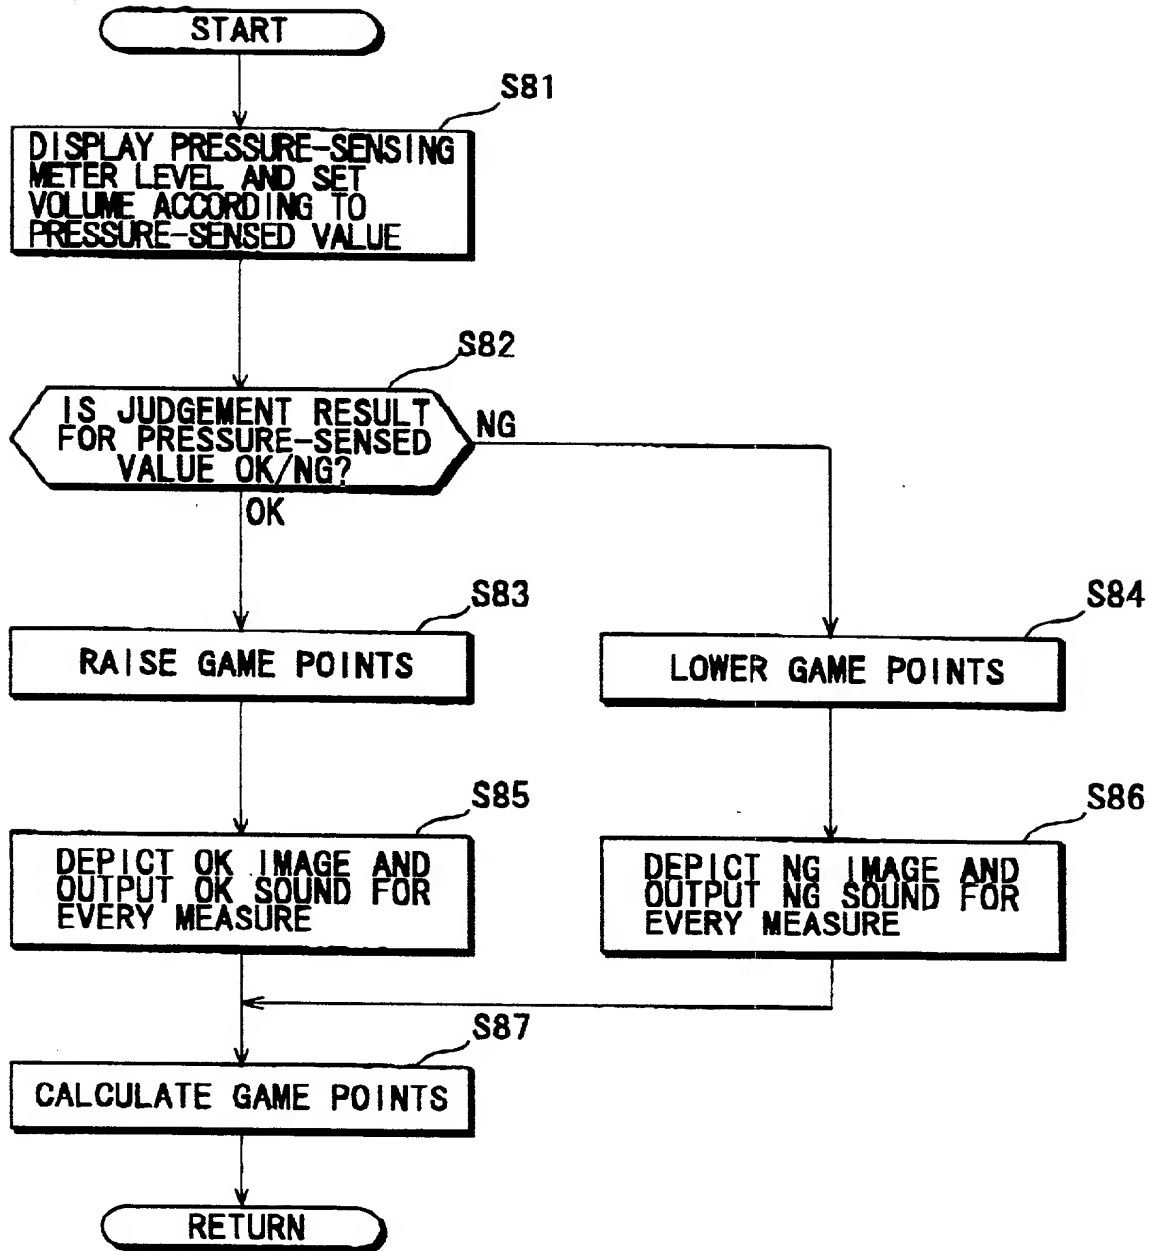 START
S81
DISPLAY PRESSURE-SENSING
METER LEVEL AND SET
VOLUME ACCORDING TO
PRESSURE-SENSED VALUE
S82
IS JUDGEMENT RESULT
FOR PRESSURE-SENSED
VALUE OK/NG?
NG
OK
S83
RAISE GAME POINTS
S84
LOWER GAME POINTS
S85
DEPICT OK IMAGE AND
OUTPUT OK SOUND FOR
EVERY MEASURE
S86
DEPICT NG IMAGE AND
OUTPUT NG SOUND FOR
EVERY MEASURE
S87
CALCULATE GAME POINTS
RETURN